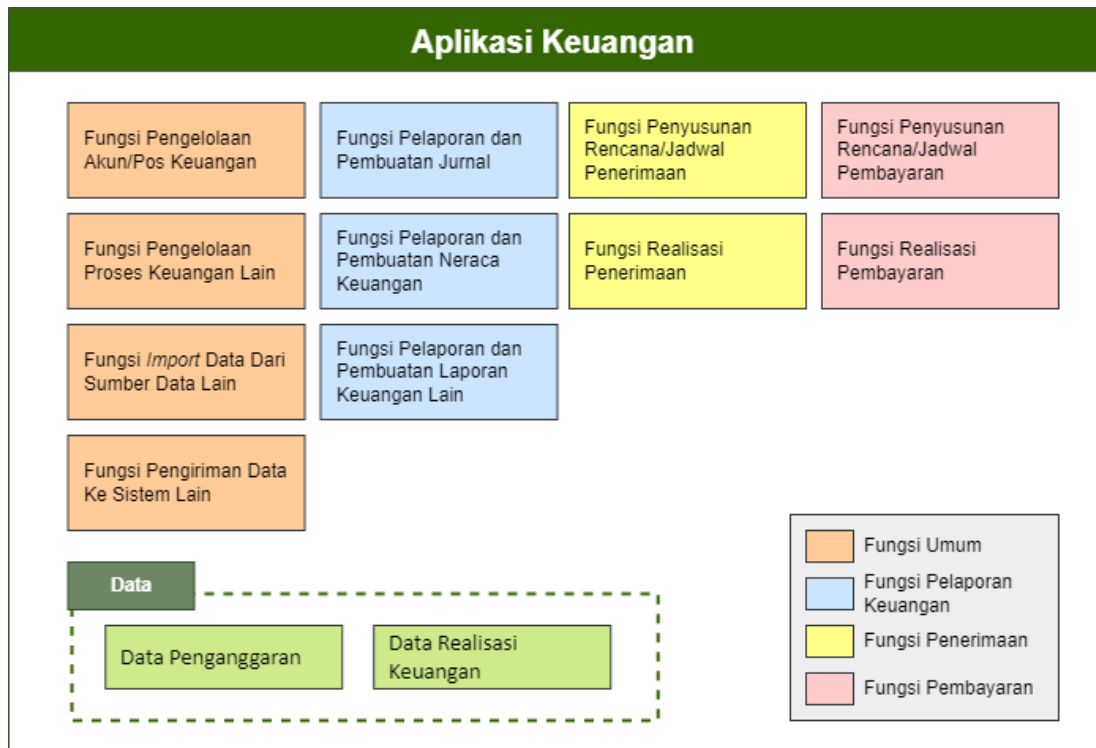 Aplikasi Keuangan
Fungsi Pengelolaan
Akun/Pos Keuangan
Fungsi Pelaporan dan
Pembuatan Jurnal
Fungsi Penyusunan
Rencana/Jadwal
Penerimaan
Fungsi Penyusunan
Rencana/Jadwal
Pembayaran
Fungsi Pengelolaan
Proses Keuangan Lain
Fungsi Pelaporan dan
Pembuatan Neraca
Keuangan
Fungsi Realisasi
Penerimaan
Fungsi Realisasi
Pembayaran
Fungsi Import Data Dari
Sumber Data Lain
Fungsi Pelaporan dan
Pembuatan Laporan
Keuangan Lain
Fungsi Pengiriman Data
Ke Sistem Lain
Data
Data Penganggaran
Data Realisasi
Keuangan
Fungsi Umum
Fungsi Pelaporan
Keuangan
Fungsi Penerimaan
Fungsi Pembayaran